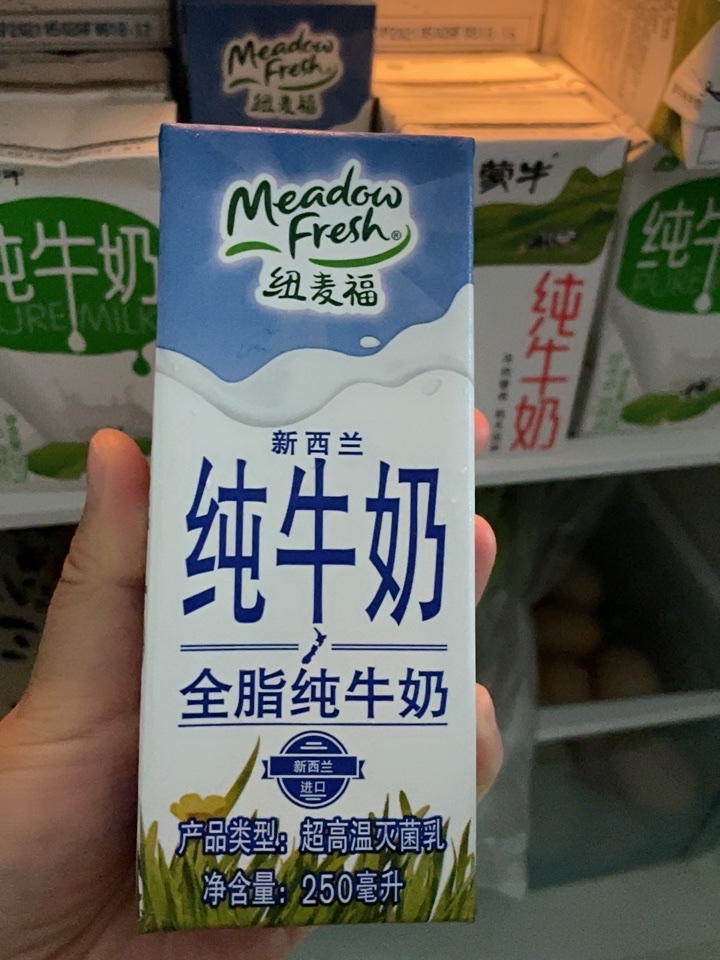 Meadow
Fresh
纽麦福
Meadow
Fresh®
纽麦福
新西兰
纯牛奶
全脂纯牛奶
新西兰
进口
产品类型：超高温灭菌乳
净含量：250毫升
纯牛奶
PURE MILK
蒙牛
纯牛奶
纯牛
PURE